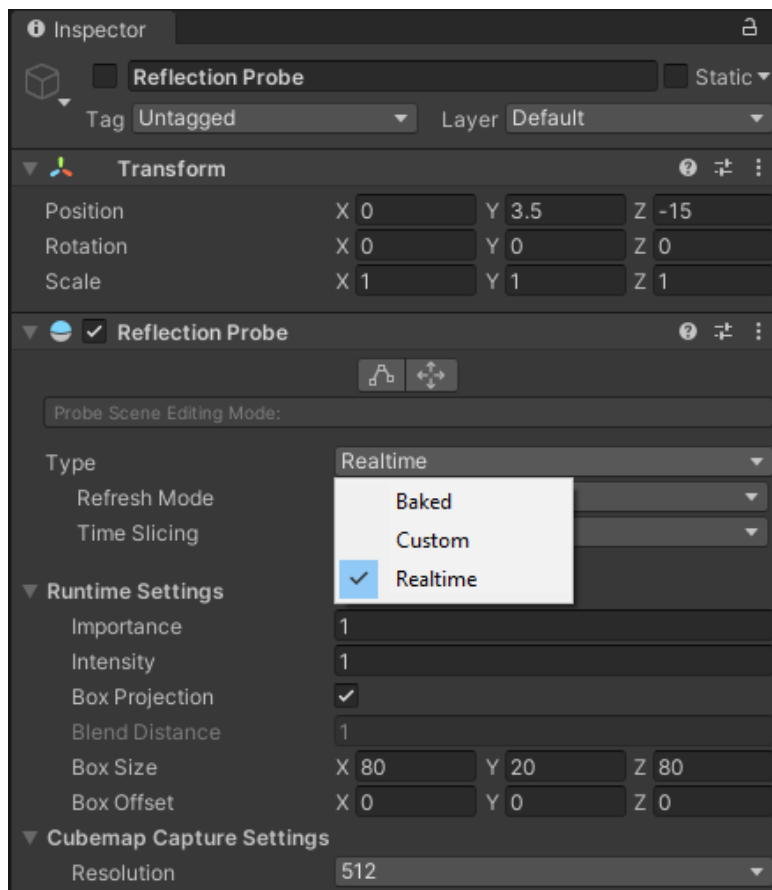 Inspector
Reflection Probe Static
Tag Untagged Layer Default
Transform
Position X 0 Y 3.5 Z -15
Rotation X 0 Y 0 Z 0
Scale X 1 Y 1 Z 1
Reflection Probe
Probe Scene Editing Mode:
Type Realtime
Refresh Mode
Baked
Time Slicing
Custom
Realtime
Runtime Settings
Importance 1
Intensity 1
Box Projection
Blend Distance 1
Box Size X 80 Y 20 Z 80
Box Offset X 0 Y 0 Z 0
Cubemap Capture Settings
Resolution 512